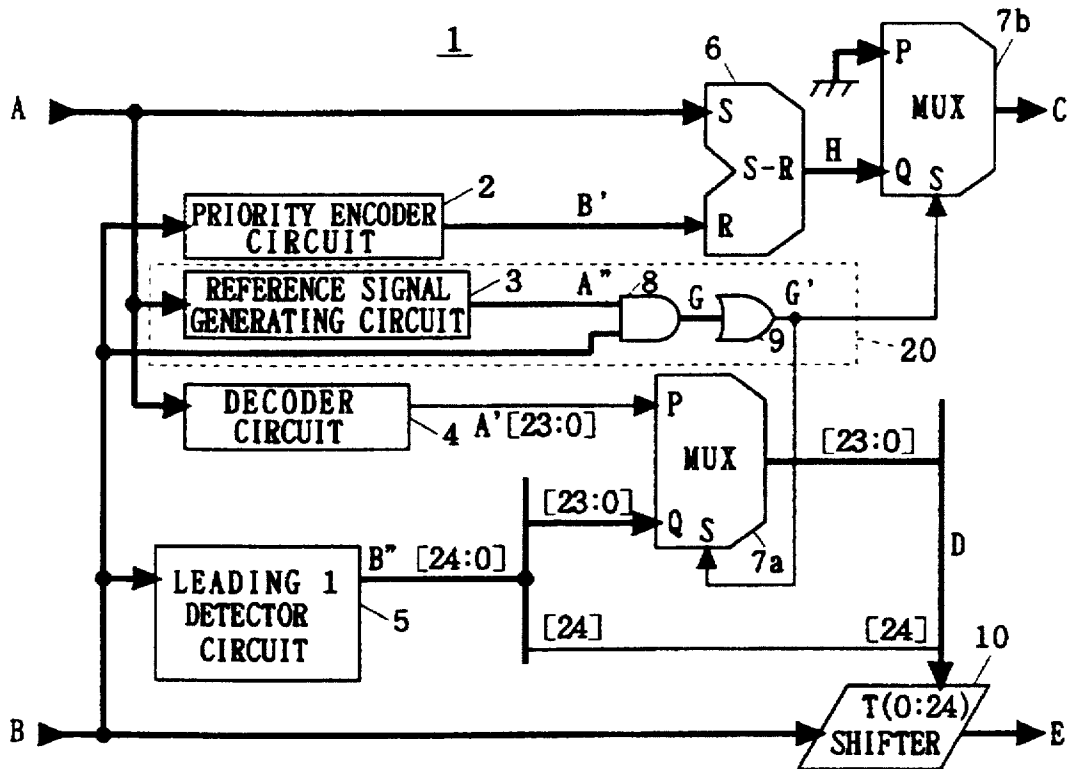 1
6
7b
A
S
S-R
R
H
P
MUX
Q
S
C
2
PRIORITY ENCODER
CIRCUIT
B'
3
REFERENCE SIGNAL
GENERATING CIRCUIT
A"
8
G
G'
9
20
DECODER
CIRCUIT
4
A'[23:0]
P
MUX
Q
S
7a
[23:0]
[23:0]
D
LEADING 1
DETECTOR
CIRCUIT
5
B" [24:0]
[24]
[24]
10
B
T(0:24)
SHIFTER
E